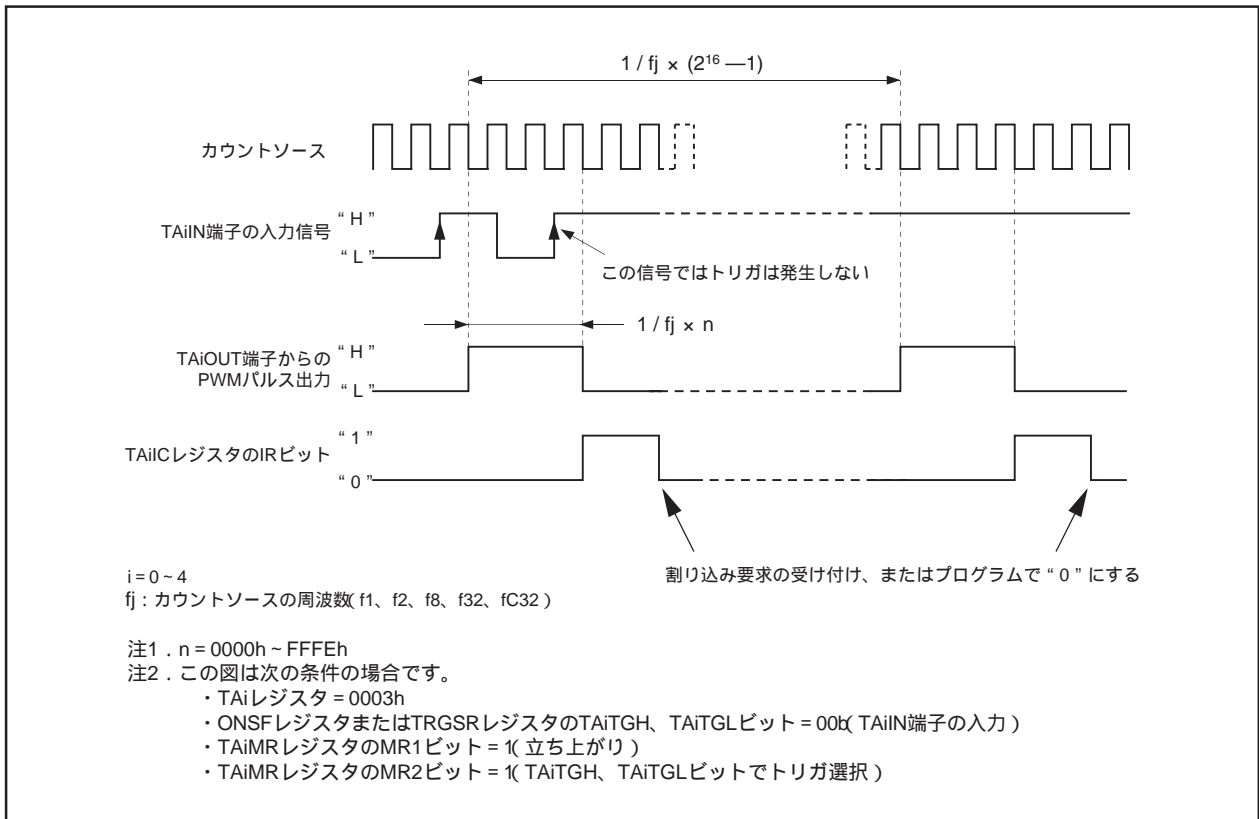 1 / fj × (2¹⁶ —1)
カウントソース
TAiIN端子の入力信号
“ H ”
“ L ”
この信号ではトリガは発生しない
1 / fj × n
TAiOUT端子からの
PWMパルス出力
“ H ”
“ L ”
TAiICレジスタのIRビット
“ 1 ”
“ 0 ”
割り込み要求の受け付け、またはプログラムで “ 0 ” にする
i = 0 ~ 4
fj : カウントソースの周波数( f1、f2、f8、f32、fC32 )
注1 . n = 0000h ~ FFFEh
注2 . この図は次の条件の場合です。
・TAiレジスタ = 0003h
・ONSFレジスタまたはTRGSRレジスタのTAiTGH、TAiTGLビット = 00b( TAiIN端子の入力 )
・TAiMRレジスタのMR1ビット = 1( 立ち上がり )
・TAiMRレジスタのMR2ビット = 1( TAiTGH、TAiTGLビットでトリガ選択 )